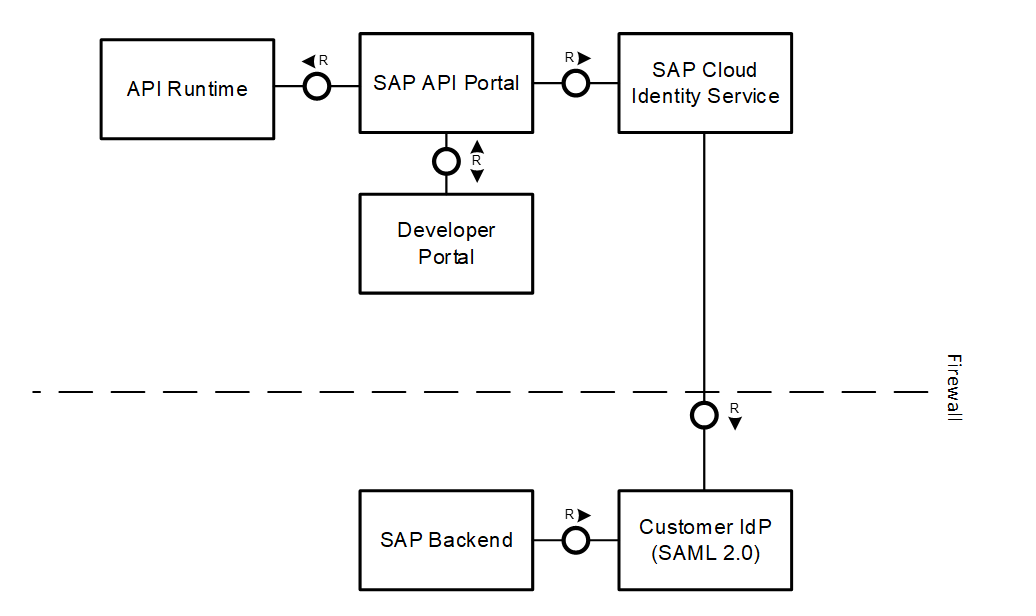 R
R
API Runtime
SAP API Portal
SAP Cloud
Identity Service
R
Developer
Portal
Firewall
R
R
SAP Backend
Customer IdP
(SAML 2.0)